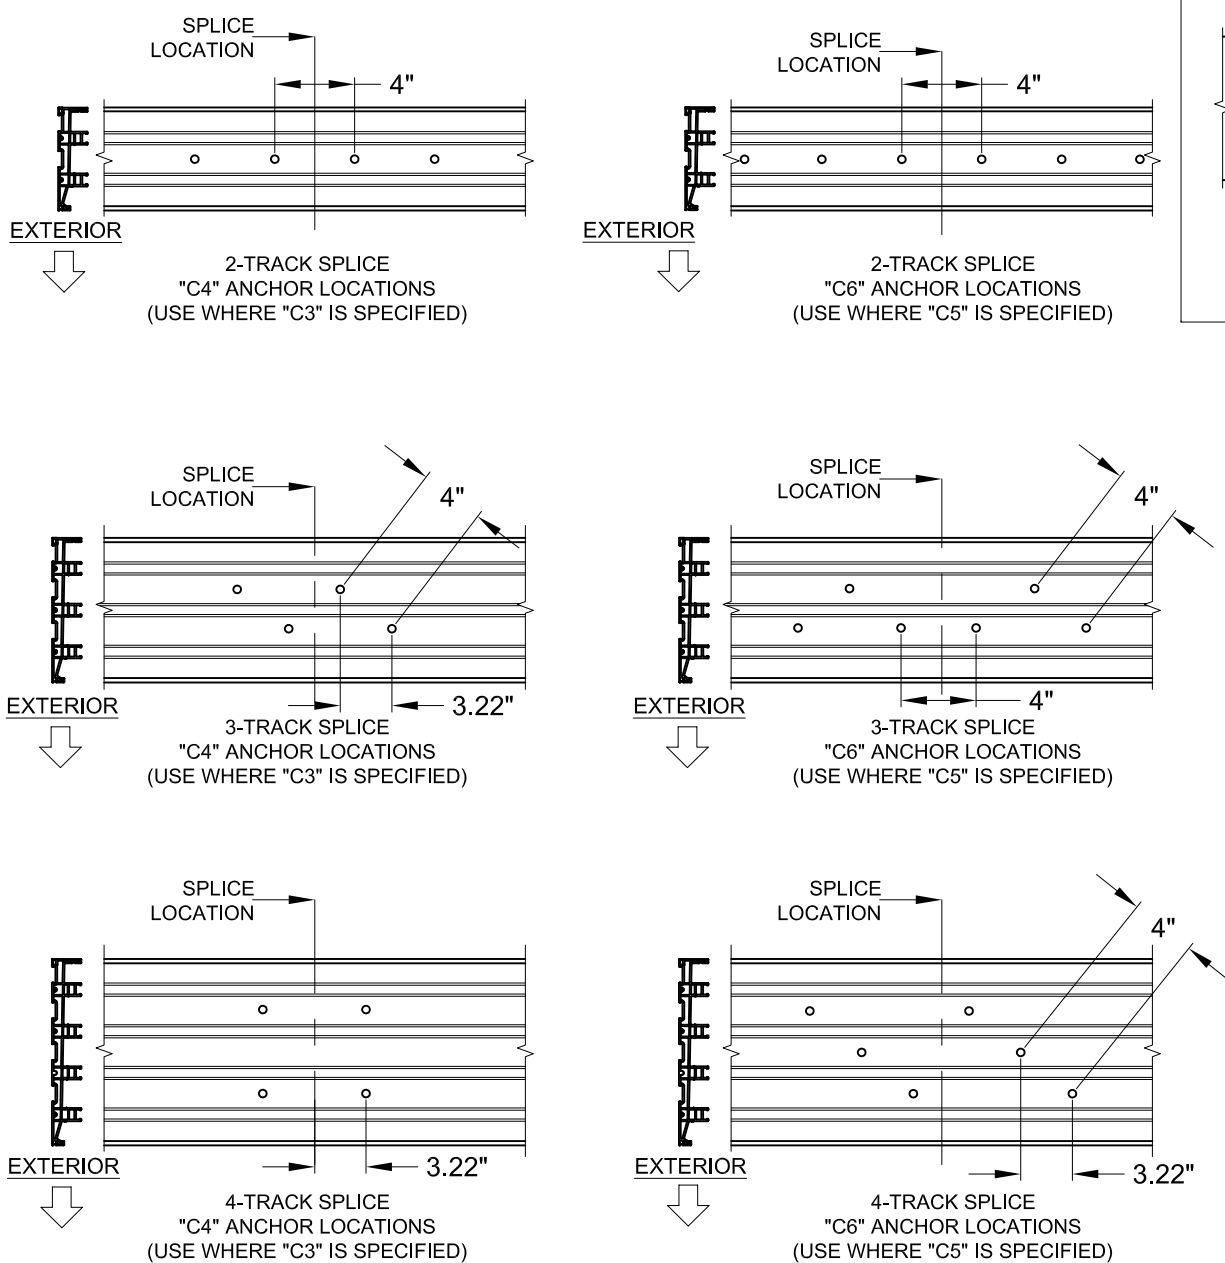 SPLICE
LOCATION
4"
EXTERIOR
2-TRACK SPLICE
"C4" ANCHOR LOCATIONS
(USE WHERE "C3" IS SPECIFIED)
SPLICE
LOCATION
4"
EXTERIOR
2-TRACK SPLICE
"C6" ANCHOR LOCATIONS
(USE WHERE "C5" IS SPECIFIED)
SPLICE
LOCATION
4"
EXTERIOR
3.22"
3-TRACK SPLICE
"C4" ANCHOR LOCATIONS
(USE WHERE "C3" IS SPECIFIED)
SPLICE
LOCATION
4"
EXTERIOR
4"
3-TRACK SPLICE
"C6" ANCHOR LOCATIONS
(USE WHERE "C5" IS SPECIFIED)
SPLICE
LOCATION
EXTERIOR
3.22"
4-TRACK SPLICE
"C4" ANCHOR LOCATIONS
(USE WHERE "C3" IS SPECIFIED)
SPLICE
LOCATION
4"
EXTERIOR
3.22"
4-TRACK SPLICE
"C6" ANCHOR LOCATIONS
(USE WHERE "C5" IS SPECIFIED)